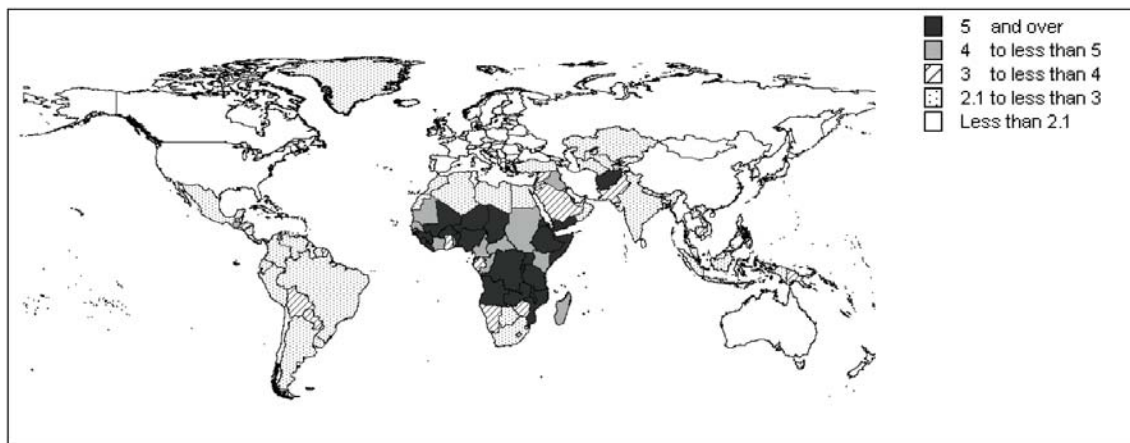 5 and over
4 to less than 5
3 to less than 4
2.1 to less than 3
Less than 2.1